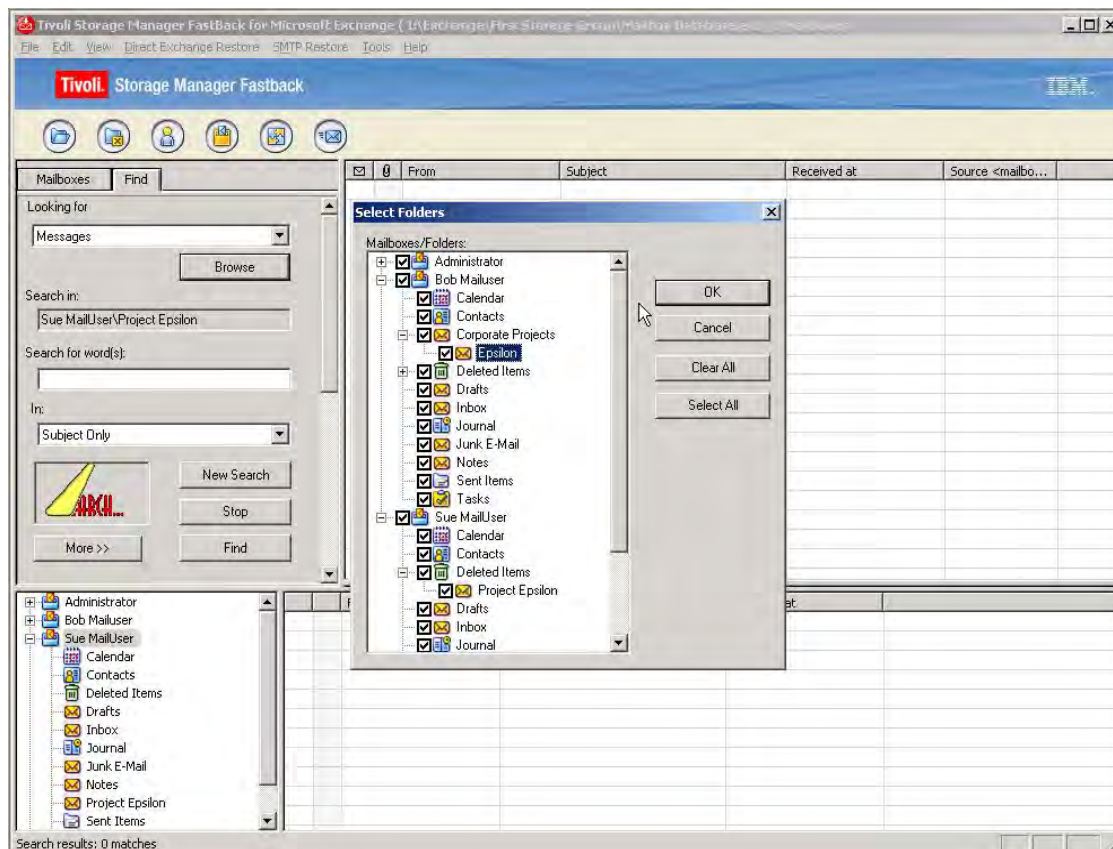 Tivoli Storage Manager FastBack for Microsoft Exchange
File Edit View Direct Exchange Restore SMTP Restore Tools Help
Tivoli. Storage Manager Fastback
IBM.
Mailboxes Find
Looking for
Messages
Browse
Search in:
Sue MailUser\Project Epsilon
Search for word(s):
In:
Subject Only
New Search
Stop
More >> Find
From Subject Received at Source <mailbo...
Select Folders
Mailboxes/Folders:
Administrator
Bob Mailuser
Calendar
Contacts
Corporate Projects
Epsilon
Deleted Items
Drafts
Inbox
Journal
Junk E-Mail
Notes
Sent Items
Tasks
Sue MailUser
Calendar
Contacts
Deleted Items
Project Epsilon
Drafts
Inbox
Journal
OK
Cancel
Clear All
Select All
Administrator
Bob Mailuser
Sue MailUser
Calendar
Contacts
Deleted Items
Drafts
Inbox
Journal
Junk E-Mail
Notes
Project Epsilon
Sent Items
at
Search results: 0 matches